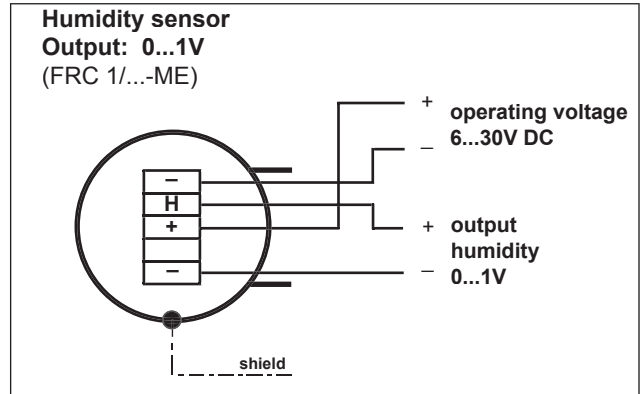 Humidity sensor
Output: 0...1V
(FRC 1/...-ME)
+ operating voltage
– 6...30V DC
–
H
+
–
+ output
humidity
– 0...1V
shield